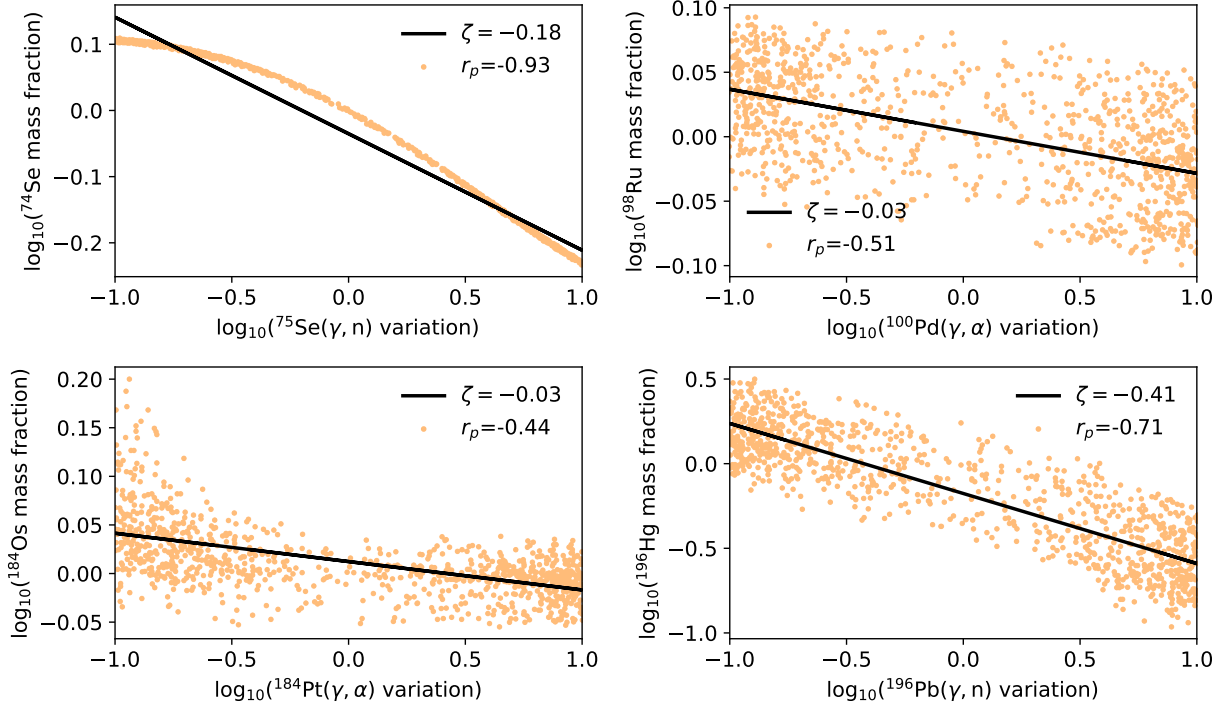 log₁₀(⁷⁴Se mass fraction)
0.1
0.0
−0.1
−0.2
ζ = −0.18
rₚ=-0.93
−1.0 −0.5 0.0 0.5 1.0
log₁₀(⁷⁵Se(γ, n) variation)
log₁₀(⁹⁸Ru mass fraction)
0.10
0.05
0.00
−0.05
−0.10
ζ = −0.03
rₚ=-0.51
−1.0 −0.5 0.0 0.5 1.0
log₁₀(¹⁰⁰Pd(γ, α) variation)
log₁₀(¹⁸⁴Os mass fraction)
0.20
0.15
0.10
0.05
0.00
−0.05
ζ = −0.03
rₚ=-0.44
−1.0 −0.5 0.0 0.5 1.0
log₁₀(¹⁸⁴Pt(γ, α) variation)
log₁₀(¹⁹⁶Hg mass fraction)
0.5
0.0
−0.5
−1.0
ζ = −0.41
rₚ=-0.71
−1.0 −0.5 0.0 0.5 1.0
log₁₀(¹⁹⁶Pb(γ, n) variation)